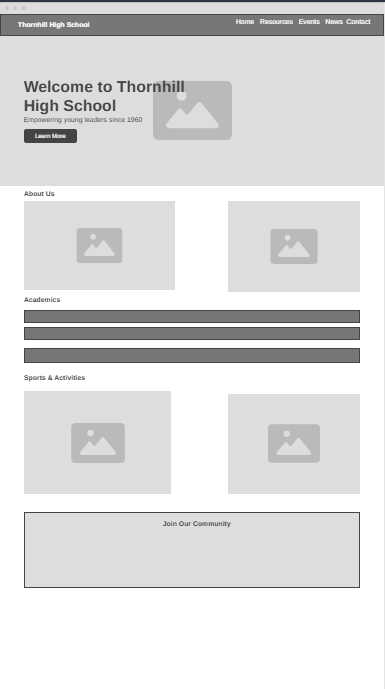 Thornhill High School
Home Resources Events News Contact
Welcome to Thornhill
High School
Empowering young leaders since 1960
Learn More
About Us
Academics
Sports & Activities
Join Our Community